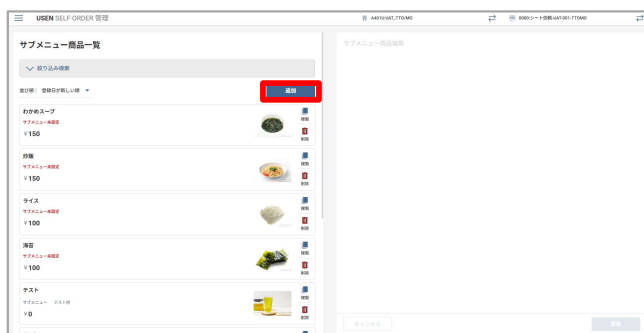 USEN SELF ORDER 管理
A401U:UAT_TTO/MO
0000:シート依頼-UAT-001-TTOMO
サブメニュー商品一覧
サブメニュー商品編集
絞り込み検索
並び順： 登録日が新しい順
追加
わかめスープ
サブメニュー未設定
¥150
複製
削除
炒飯
サブメニュー未設定
¥150
複製
削除
ライス
サブメニュー未設定
¥100
複製
削除
海苔
サブメニュー未設定
¥100
複製
削除
テスト
サブメニュー テスト用
¥0
複製
削除
キャンセル